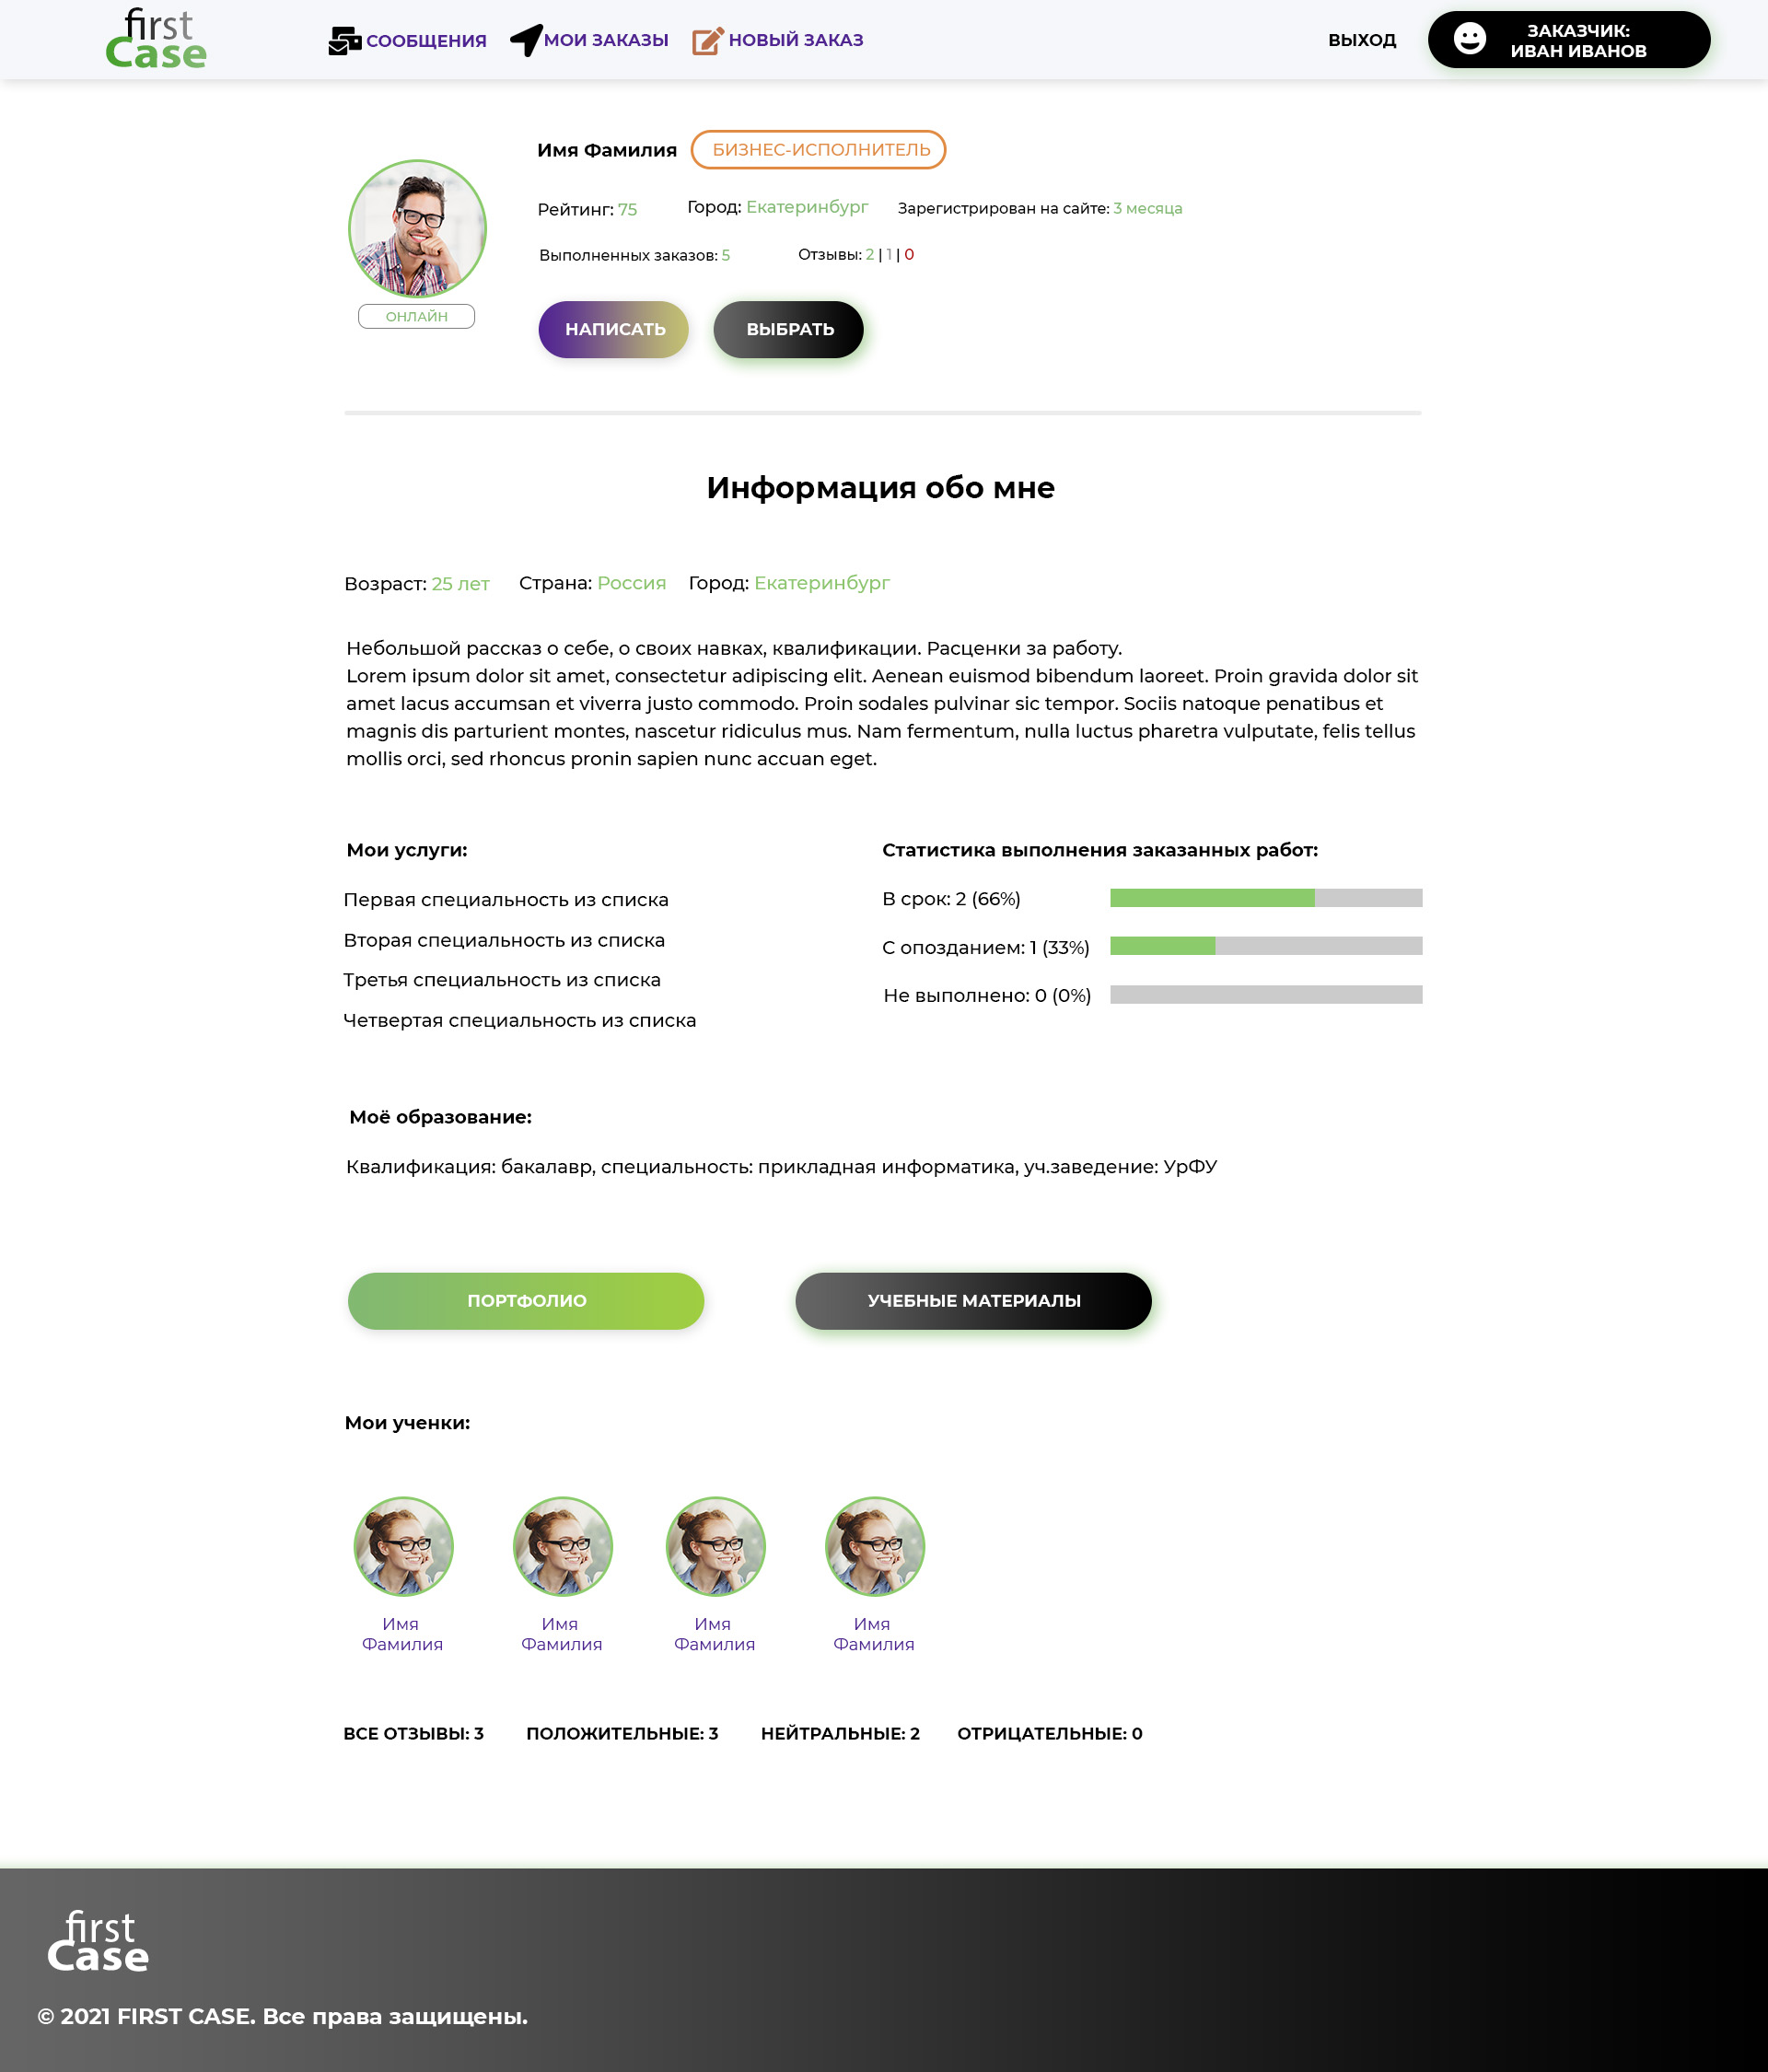 first
Case
СООБЩЕНИЯ
МОИ ЗАКАЗЫ
НОВЫЙ ЗАКАЗ
ВЫХОД
ЗАКАЗЧИК:
ИВАН ИВАНОВ
Имя Фамилия
БИЗНЕС-ИСПОЛНИТЕЛЬ
Рейтинг: 75
Город: Екатеринбург
Зарегистрирован на сайте: 3 месяца
Выполненных заказов: 5
Отзывы: 2 | 1 | 0
ОНЛАЙН
НАПИСАТЬ
ВЫБРАТЬ
Информация обо мне
Возраст: 25 лет
Страна: Россия
Город: Екатеринбург
Небольшой рассказ о себе, о своих навках, квалификации. Расценки за работу.
Lorem ipsum dolor sit amet, consectetur adipiscing elit. Aenean euismod bibendum laoreet. Proin gravida dolor sit
amet lacus accumsan et viverra justo commodo. Proin sodales pulvinar sic tempor. Sociis natoque penatibus et
magnis dis parturient montes, nascetur ridiculus mus. Nam fermentum, nulla luctus pharetra vulputate, felis tellus
mollis orci, sed rhoncus pronin sapien nunc accuan eget.
Мои услуги:
Первая специальность из списка
Вторая специальность из списка
Третья специальность из списка
Четвертая специальность из списка
Статистика выполнения заказанных работ:
В срок: 2 (66%)
С опозданием: 1 (33%)
Не выполнено: 0 (0%)
Моё образование:
Квалификация: бакалавр, специальность: прикладная информатика, уч.заведение: УрФУ
ПОРТФОЛИО
УЧЕБНЫЕ МАТЕРИАЛЫ
Мои ученки:
Имя
Фамилия
Имя
Фамилия
Имя
Фамилия
Имя
Фамилия
ВСЕ ОТЗЫВЫ: 3
ПОЛОЖИТЕЛЬНЫЕ: 3
НЕЙТРАЛЬНЫЕ: 2
ОТРИЦАТЕЛЬНЫЕ: 0
first
Case
© 2021 FIRST CASE. Все права защищены.